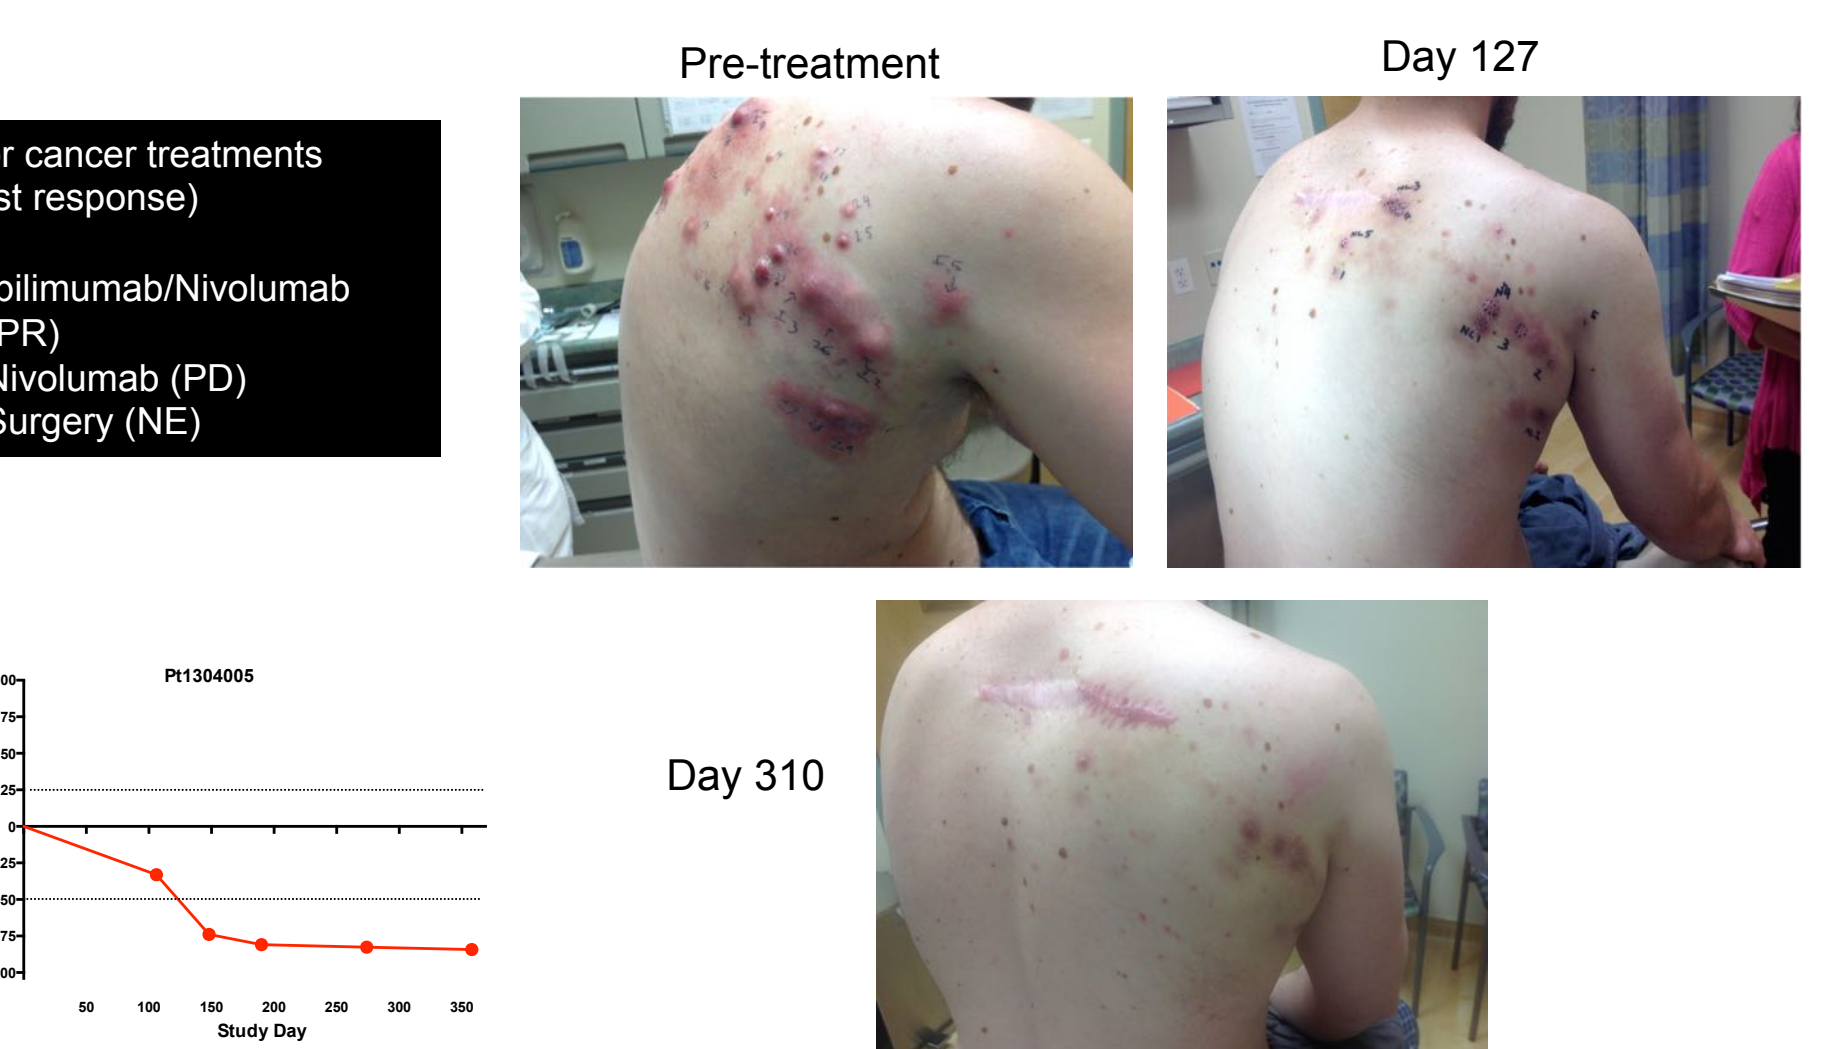 Pre-treatment
Day 127
r cancer treatments
st response)
pilimumab/Nivolumab
PR)
Nivolumab (PD)
Surgery (NE)
Day 310
Pt1304005
00
75
50
25
0
25
50
75
00
50 100 150 200 250 300 350
Study Day